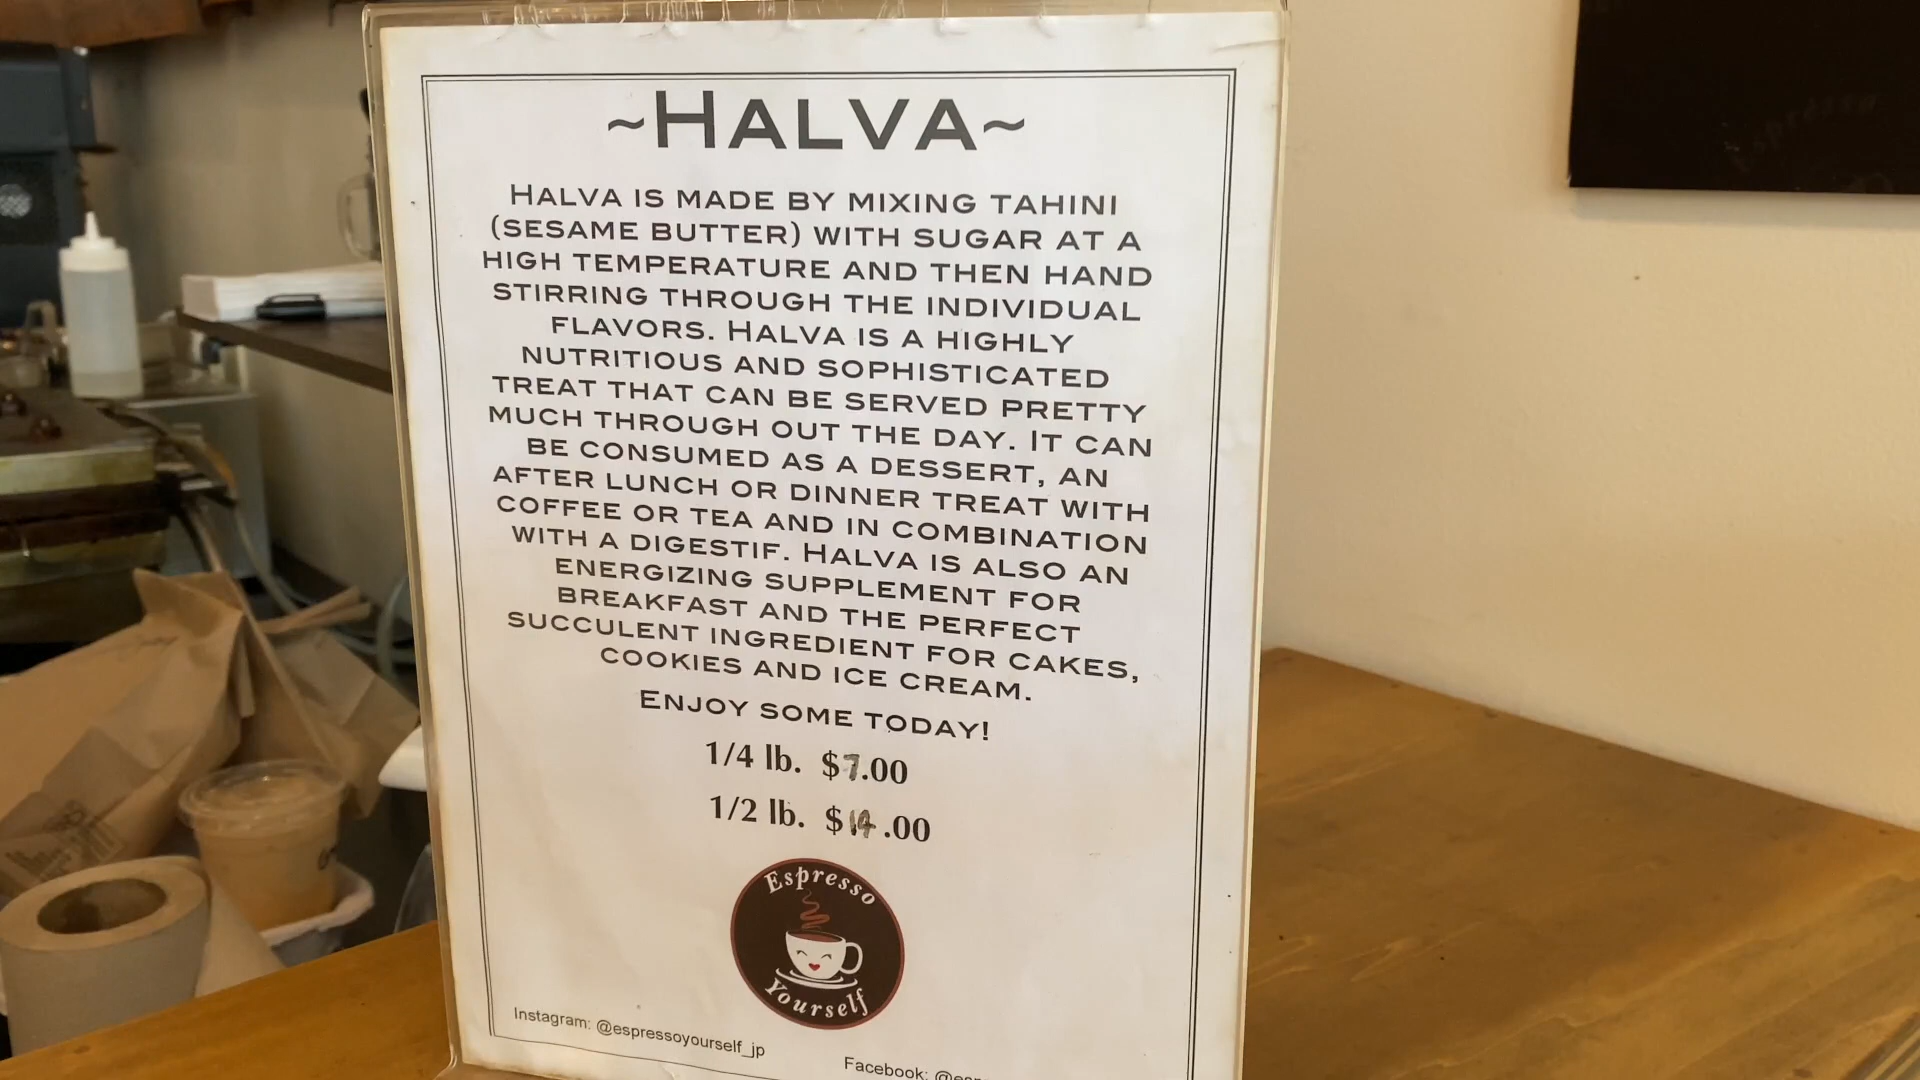 ~HALVA~
HALVA IS MADE BY MIXING TAHINI
(SESAME BUTTER) WITH SUGAR AT A
HIGH TEMPERATURE AND THEN HAND
STIRRING THROUGH THE INDIVIDUAL
FLAVORS. HALVA IS A HIGHLY
NUTRITIOUS AND SOPHISTICATED
TREAT THAT CAN BE SERVED PRETTY
MUCH THROUGH OUT THE DAY. IT CAN
BE CONSUMED AS A DESSERT, AN
AFTER LUNCH OR DINNER TREAT WITH
COFFEE OR TEA AND IN COMBINATION
WITH A DIGESTIF. HALVA IS ALSO AN
ENERGIZING SUPPLEMENT FOR
BREAKFAST AND THE PERFECT
SUCCULENT INGREDIENT FOR CAKES,
COOKIES AND ICE CREAM.
ENJOY SOME TODAY!
1/4 lb. $7.00
1/2 lb. $14.00
Espresso
Yourself
Instagram: @espressoyourself_jp
Facebook: